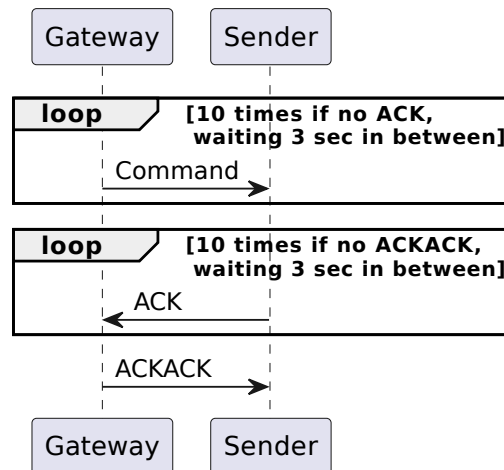 Gateway Sender
loop [10 times if no ACK,
waiting 3 sec in between]
Command
loop [10 times if no ACKACK,
waiting 3 sec in between]
ACK
ACKACK
Gateway Sender